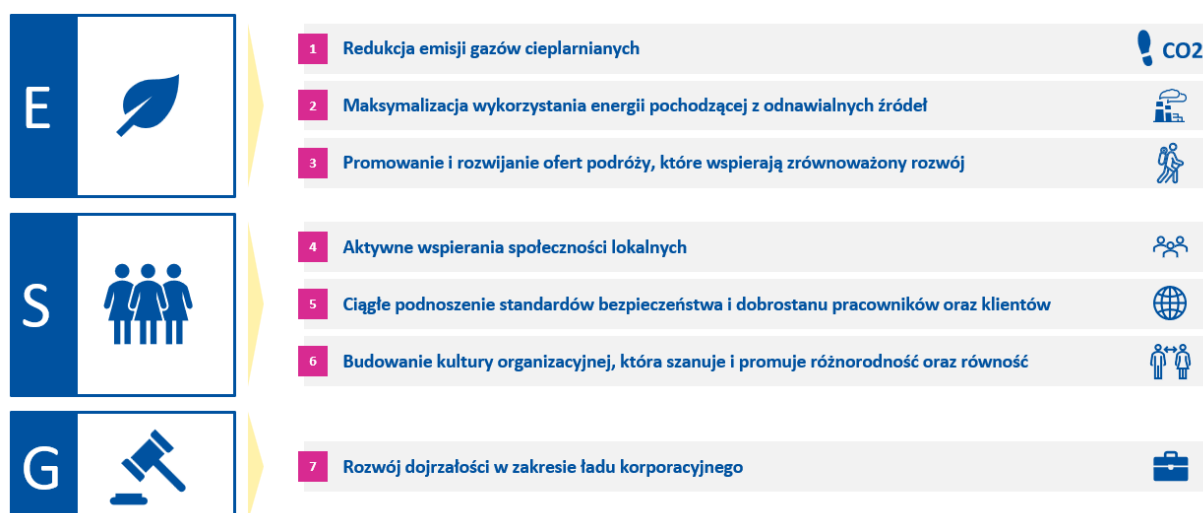 E
1 Redukcja emisji gazów cieplarnianych CO2
2 Maksymalizacja wykorzystania energii pochodzącej z odnawialnych źródeł
3 Promowanie i rozwijanie ofert podróży, które wspierają zrównoważony rozwój
S
4 Aktywne wspierania społeczności lokalnych
5 Ciągłe podnoszenie standardów bezpieczeństwa i dobrostanu pracowników oraz klientów
6 Budowanie kultury organizacyjnej, która szanuje i promuje różnorodność oraz równość
G
7 Rozwój dojrzałości w zakresie ładu korporacyjnego